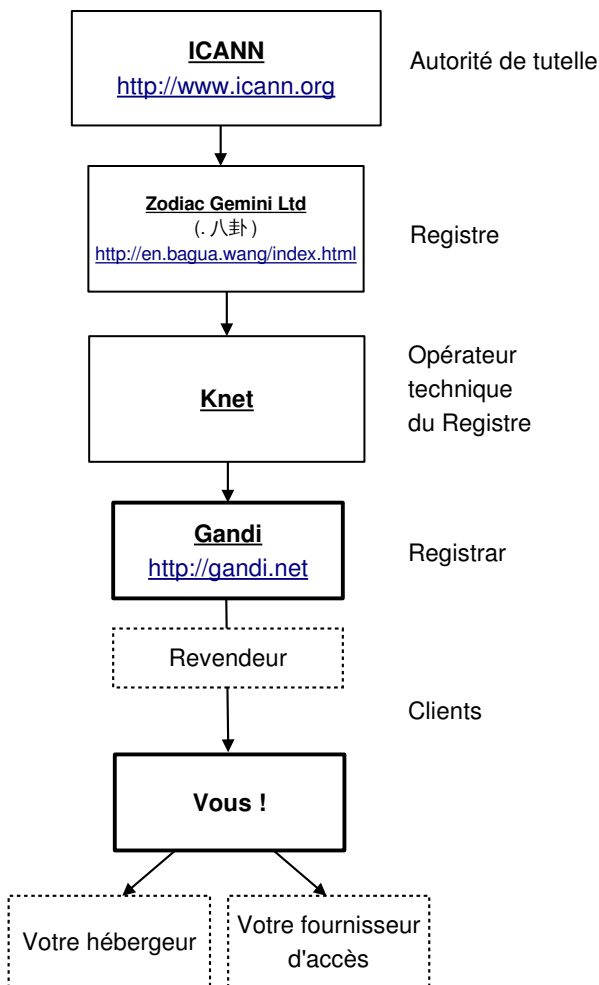 ICANN
http://www.icann.org
Autorité de tutelle
Zodiac Gemini Ltd
(. 八卦)
http://en.bagua.wang/index.html
Registre
Knet
Opérateur
technique
du Registre
Gandi
http://gandi.net
Registrar
Revendeur
Clients
Vous !
Votre hébergeur
Votre fournisseur
d'accès